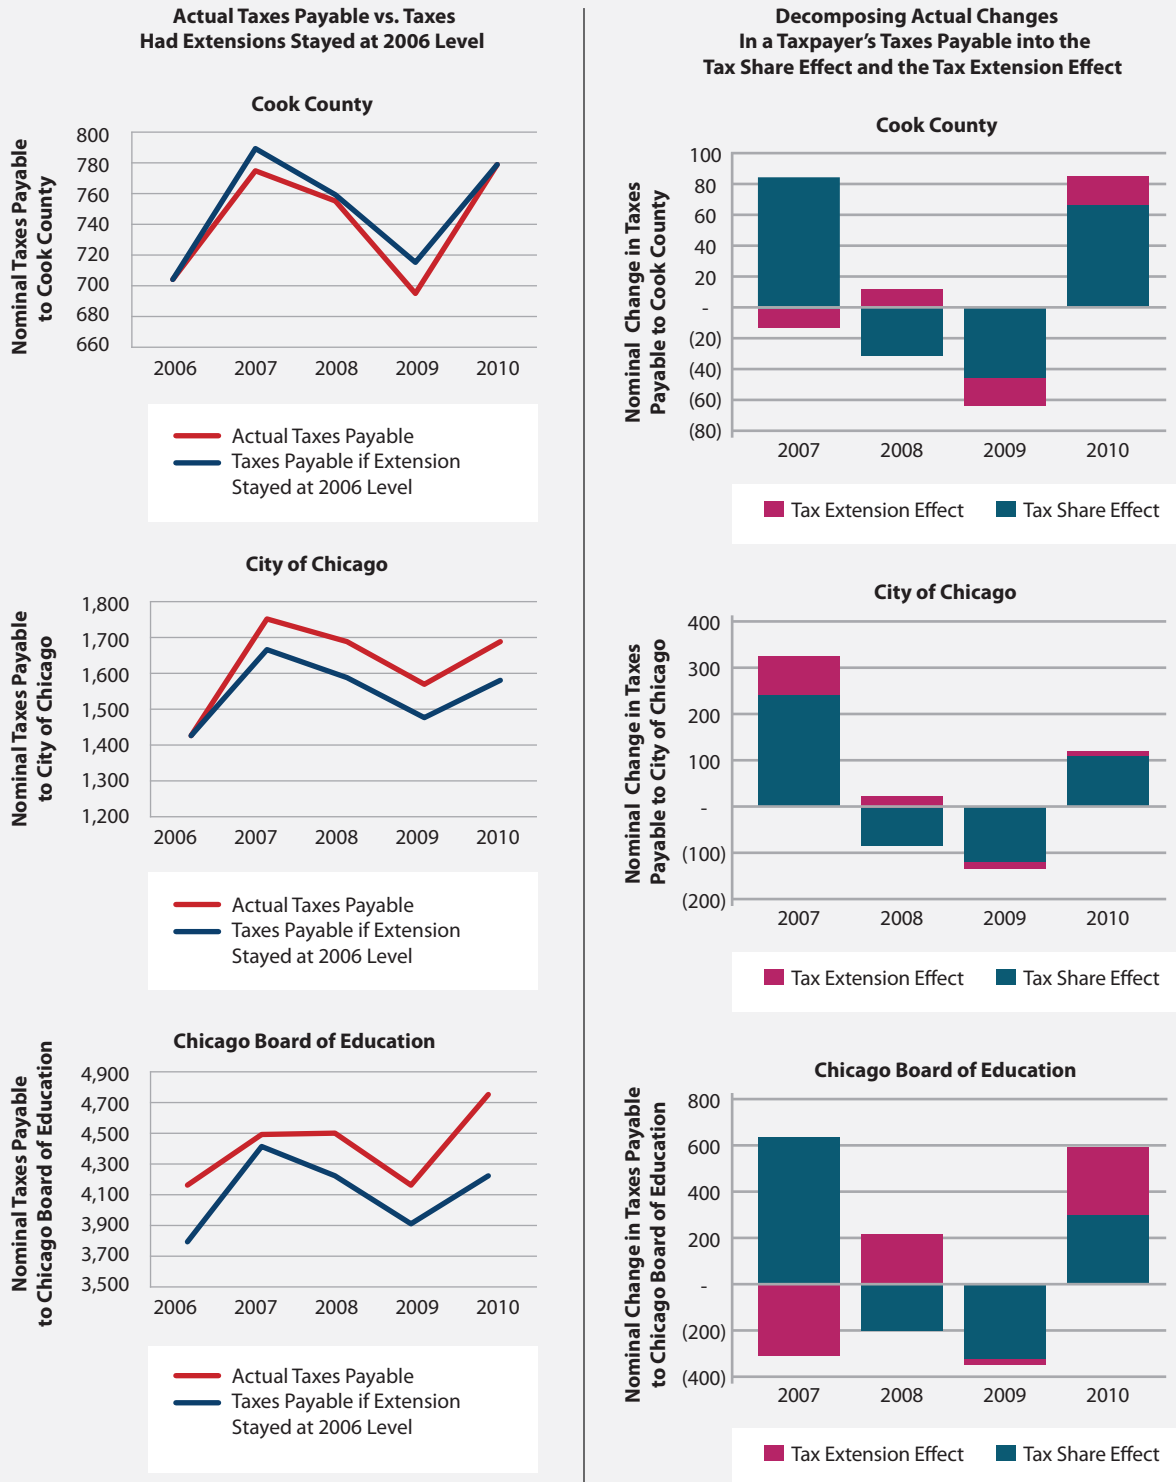 Actual Taxes Payable vs. Taxes
Had Extensions Stayed at 2006 Level
Cook County
Nominal Taxes Payable
to Cook County
800
780
760
740
720
700
680
660
2006 2007 2008 2009 2010
Actual Taxes Payable
Taxes Payable if Extension
Stayed at 2006 Level
City of Chicago
Nominal Taxes Payable
to City of Chicago
1,800
1,700
1,600
1,500
1,400
1,300
1,200
2006 2007 2008 2009 2010
Actual Taxes Payable
Taxes Payable if Extension
Stayed at 2006 Level
Chicago Board of Education
Nominal Taxes Payable
to Chicago Board of Education
4,900
4,700
4,500
4,300
4,100
3,900
3,700
3,500
2006 2007 2008 2009 2010
Actual Taxes Payable
Taxes Payable if Extension
Stayed at 2006 Level
Decomposing Actual Changes
In a Taxpayer's Taxes Payable into the
Tax Share Effect and the Tax Extension Effect
Cook County
Nominal Change in Taxes
Payable to Cook County
100
80
60
40
20
-
(20)
(40)
(60)
(80)
2007 2008 2009 2010
Tax Extension Effect Tax Share Effect
City of Chicago
Nominal Change in Taxes
Payable to City of Chicago
400
300
200
100
-
(100)
(200)
2007 2008 2009 2010
Tax Extension Effect Tax Share Effect
Chicago Board of Education
Nominal Change in Taxes Payable
to Chicago Board of Education
800
600
400
200
-
(200)
(400)
2007 2008 2009 2010
Tax Extension Effect Tax Share Effect